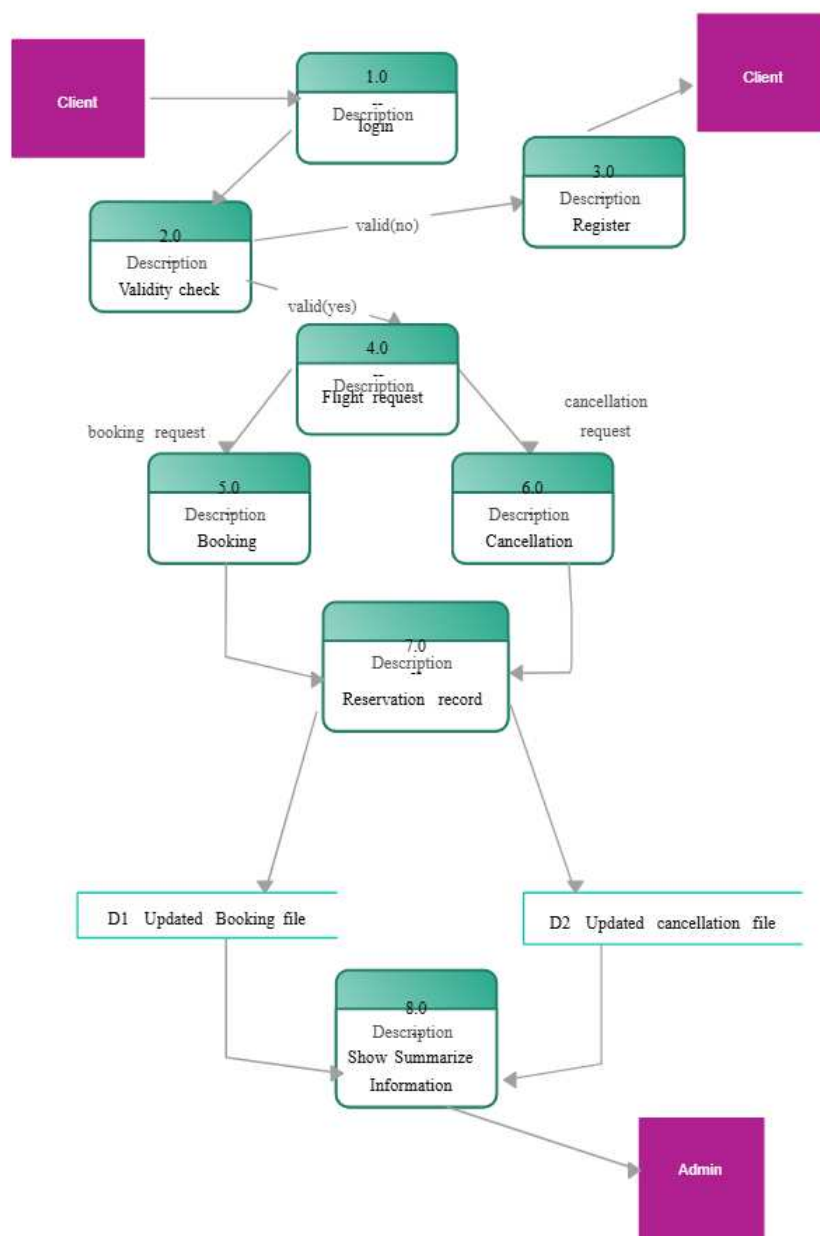 Client
1.0
--
Description
login
Client
3.0
Description
Register
2.0
Description
Validity check
valid(no)
valid(yes)
4.0
--
Description
Flight request
booking request
cancellation
request
5.0
Description
Booking
6.0
Description
Cancellation
7.0
Description
--
Reservation record
D1 Updated Booking file
D2 Updated cancellation file
8.0
Description
Show Summarize
Information
Admin